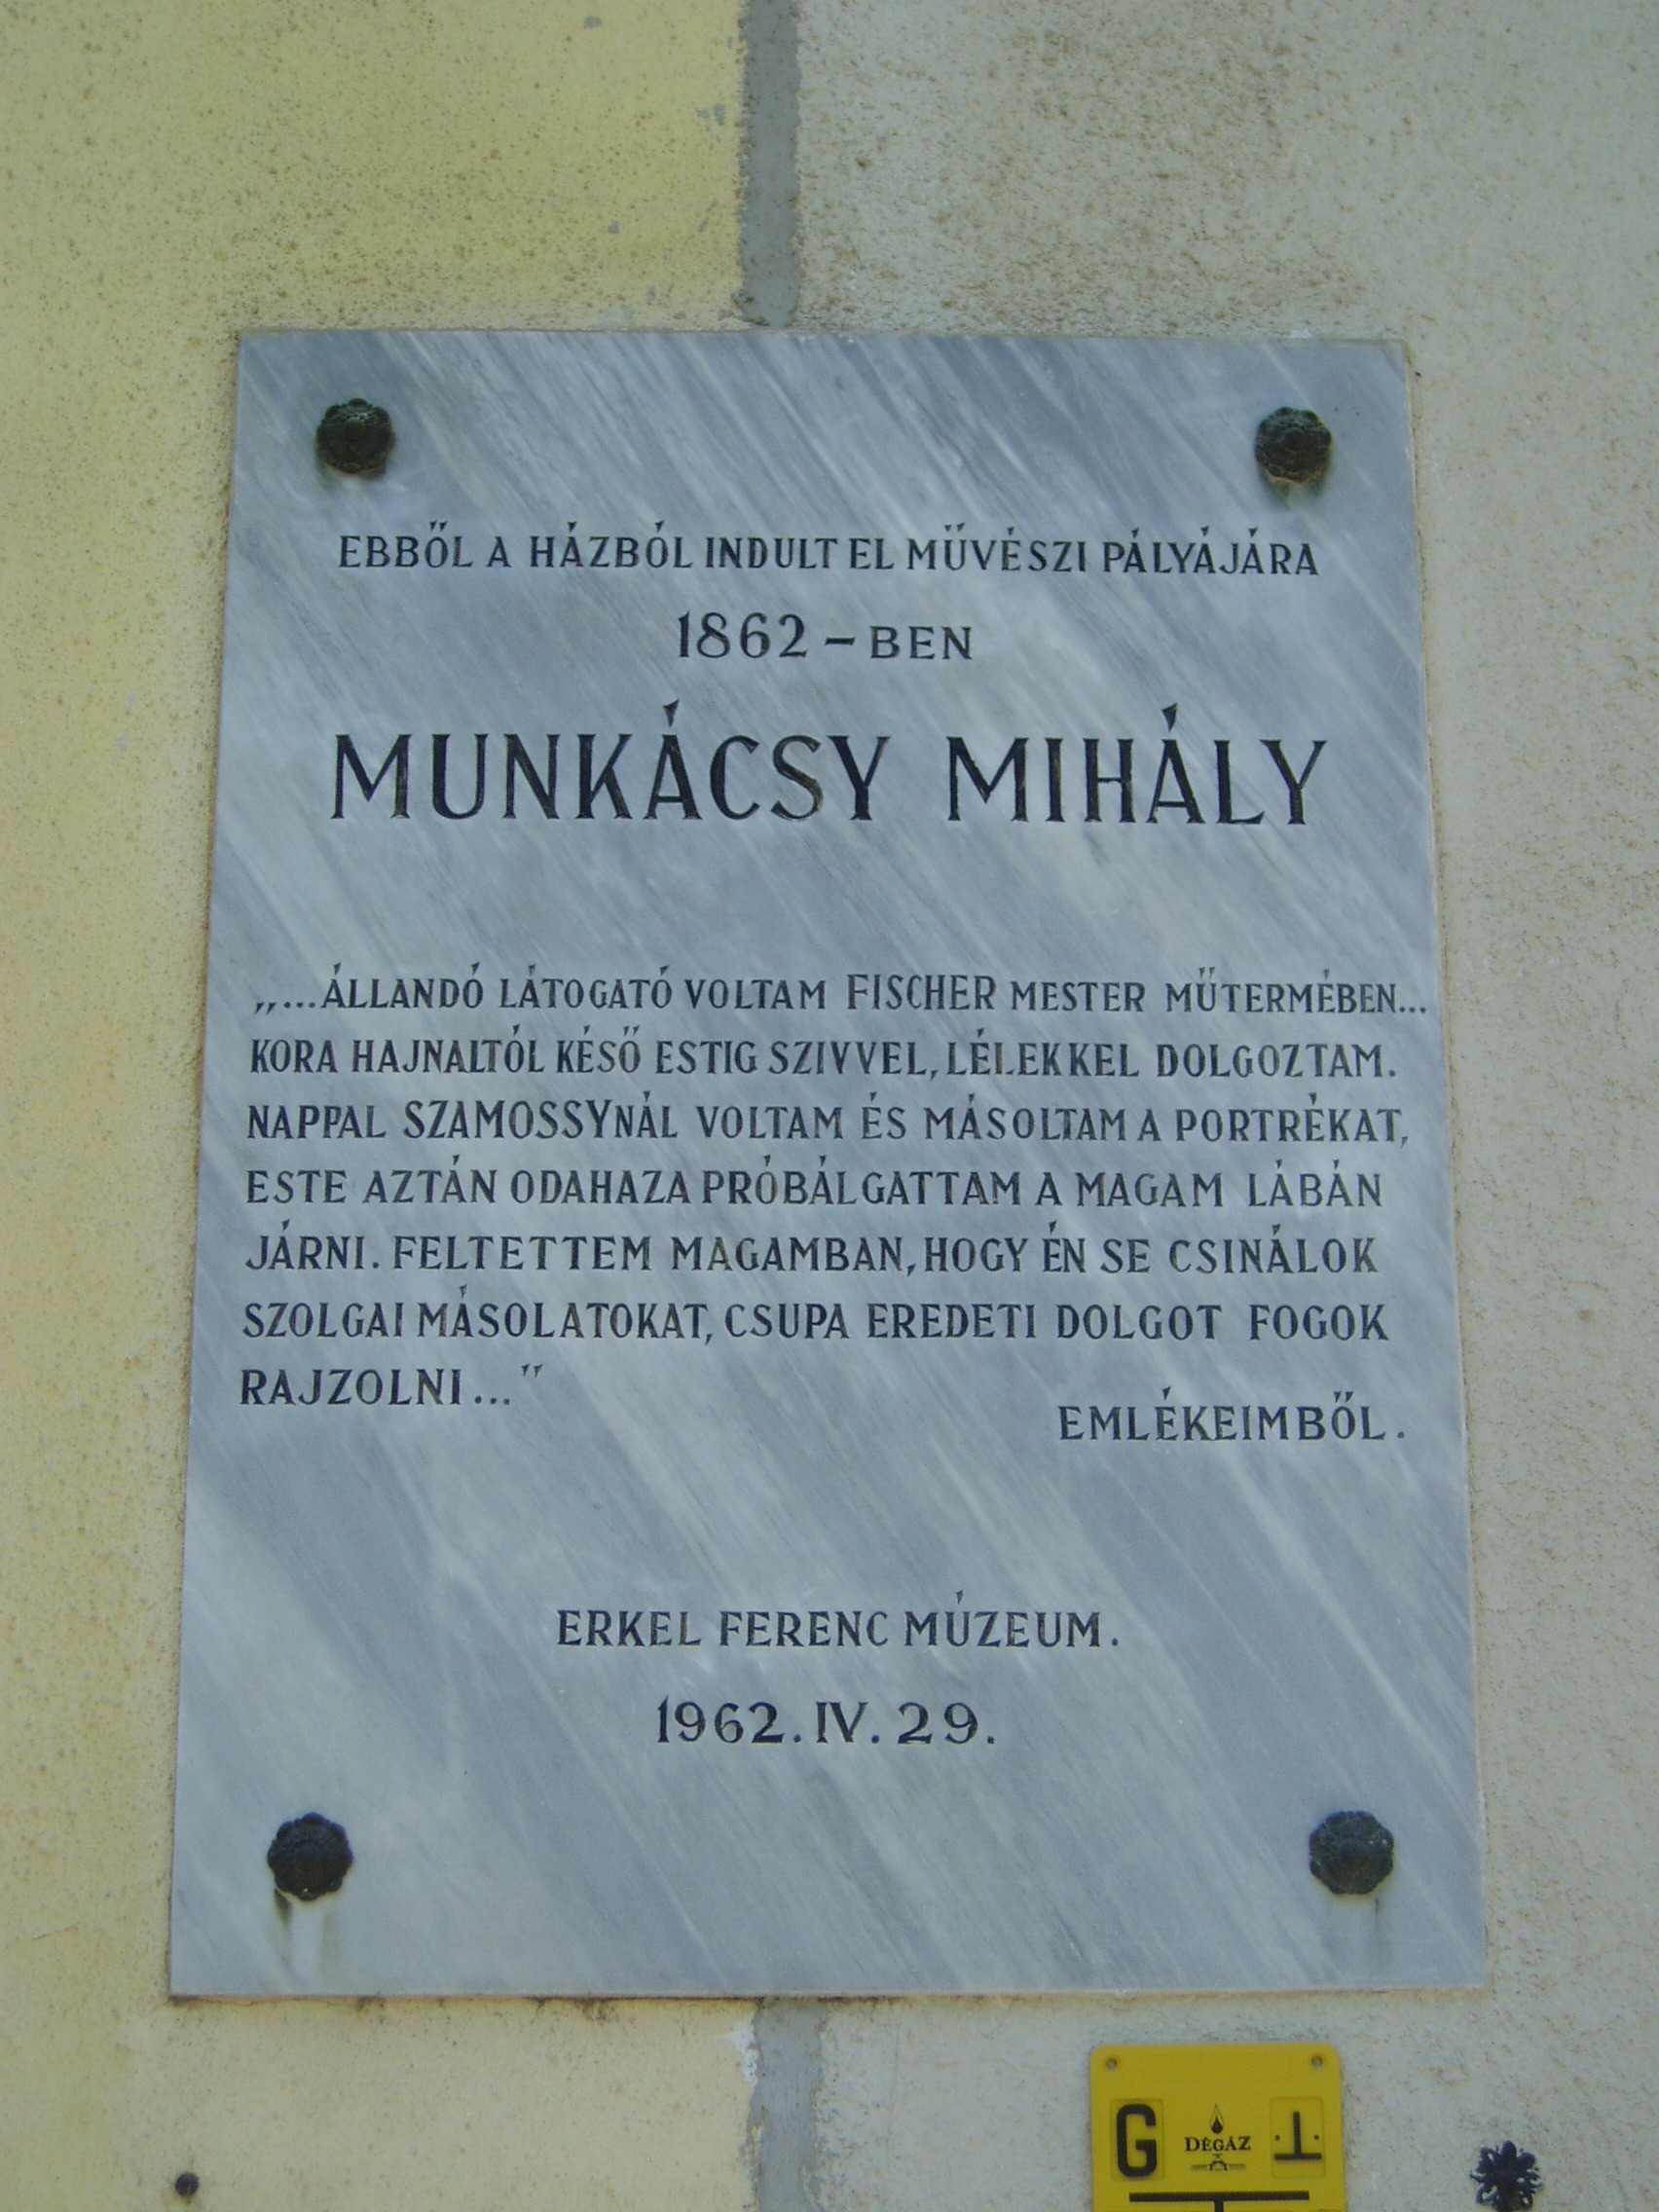 EBBŐL A HÁZBÓL INDULT EL MŰVÉSZI PÁLYÁJÁRA
1862 – BEN
MUNKÁCSY MIHÁLY
„...ÁLLANDÓ LÁTOGATÓ VOLTAM FISCHER MESTER MŰTERMÉBEN...
KORA HAJNALTÓL KÉSŐ ESTIG SZIVVEL, LÉLEKKEL DOLGOZTAM.
NAPPAL SZAMOSSYNÁL VOLTAM ÉS MÁSOLTAM A PORTRÉKAT,
ESTE AZTÁN ODAHAZA PRÓBÁLGATTAM A MAGAM LÁBÁN
JÁRNI. FELTETTEM MAGAMBAN, HOGY ÉN SE CSINÁLOK
SZOLGAI MÁSOLATOKAT, CSUPA EREDETI DOLGOT FOGOK
RAJZOLNI..."
EMLÉKEIMBŐL.
ERKEL FERENC MÚZEUM.
1962. IV. 29.
G DÉGÁZ